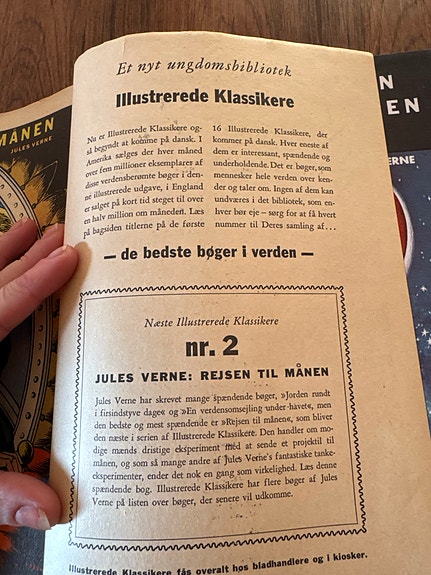 Et nyt ungdomsbibliotek
Illustrerede Klassikere
Nu er Illustrerede Klassikere og-
så begyndt at komme på dansk. I
Amerika sælges der hver måned
over fem millioner eksemplarer af
disse verdensberømte bøger i den-
ne illustrerede udgave, i England
er salget på kort tid steget til over
en halv million om måneden. Læs
på bagsiden titlerne på de første
16 Illustrerede Klassikere, der
kommer på dansk. Hver eneste af
dem er interessant, spændende og
underholdende. Det er bøger, som
mennesker hele verden over ken-
der og taler om. Ingen af dem kan
undværes i det bibliotek, som en-
hver bør eje – sørg for at få hvert
nummer til Deres samling af...
— de bedste bøger i verden —
Næste Illustrerede Klassikere
nr. 2
JULES VERNE: REJSEN TIL MÅNEN
Jules Verne har skrevet mange spændende bøger, »Jorden rundt
i firsindstyve dage« og »En verdensomsejling under havet«, men
den bedste og mest spændende er »Rejsen til månen«, som bliver
den næste i serien af Illustrerede Klassikere. Den handler om mo-
dige mænds dristige eksperiment med at sende et projektil til
månen, og som så mange andre af Jules Verne's fantastiske tanke-
eksperimenter, ender det nok en gang som virkelighed. Læs denne
spændende bog. Illustrerede Klassikere har flere bøger af Jules
Verne på listen over bøger, der senere vil udkomme.
Illustrerede Klassikere fås overalt hos bladhandlere og i kiosker.
MÅNEN
JULES VERNE
N
EN
ERNE